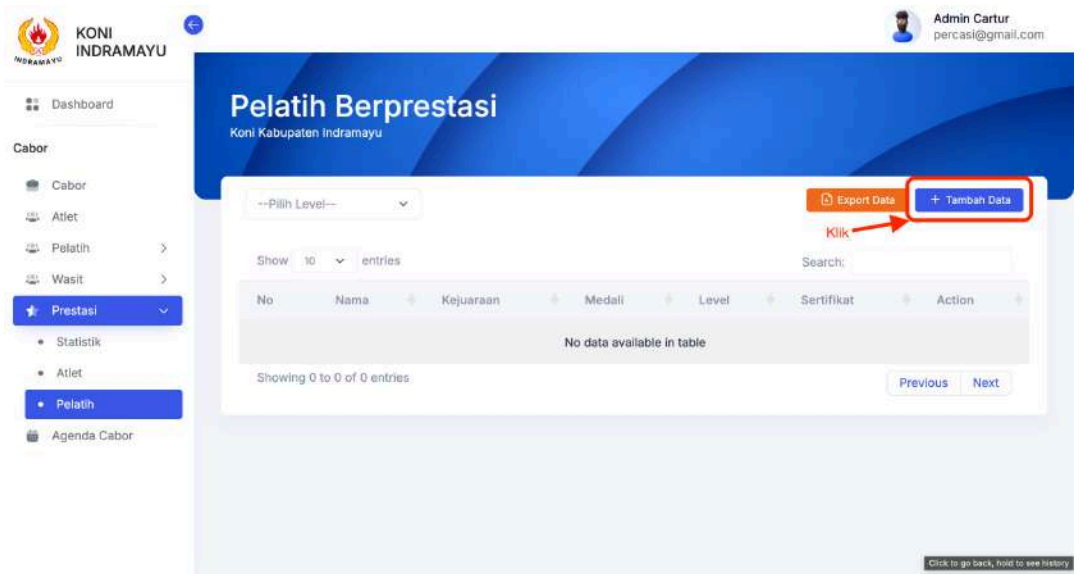 KONI
INDRAMAYU
INDRAMAYU
Admin Cartur
percasi@gmail.com
Dashboard
Cabor
Cabor
Atlet
Pelatih
Wasit
Prestasi
Statistik
Atlet
Pelatih
Agenda Cabor
Pelatih Berprestasi
Koni Kabupaten Indramayu
--Pilih Level--
Export Data
+ Tambah Data
Klik
Show 10 entries
Search:
No Nama Kejuaraan Medali Level Sertifikat Action
No data available in table
Showing 0 to 0 of 0 entries
Previous Next
Click to go back, hold to see history